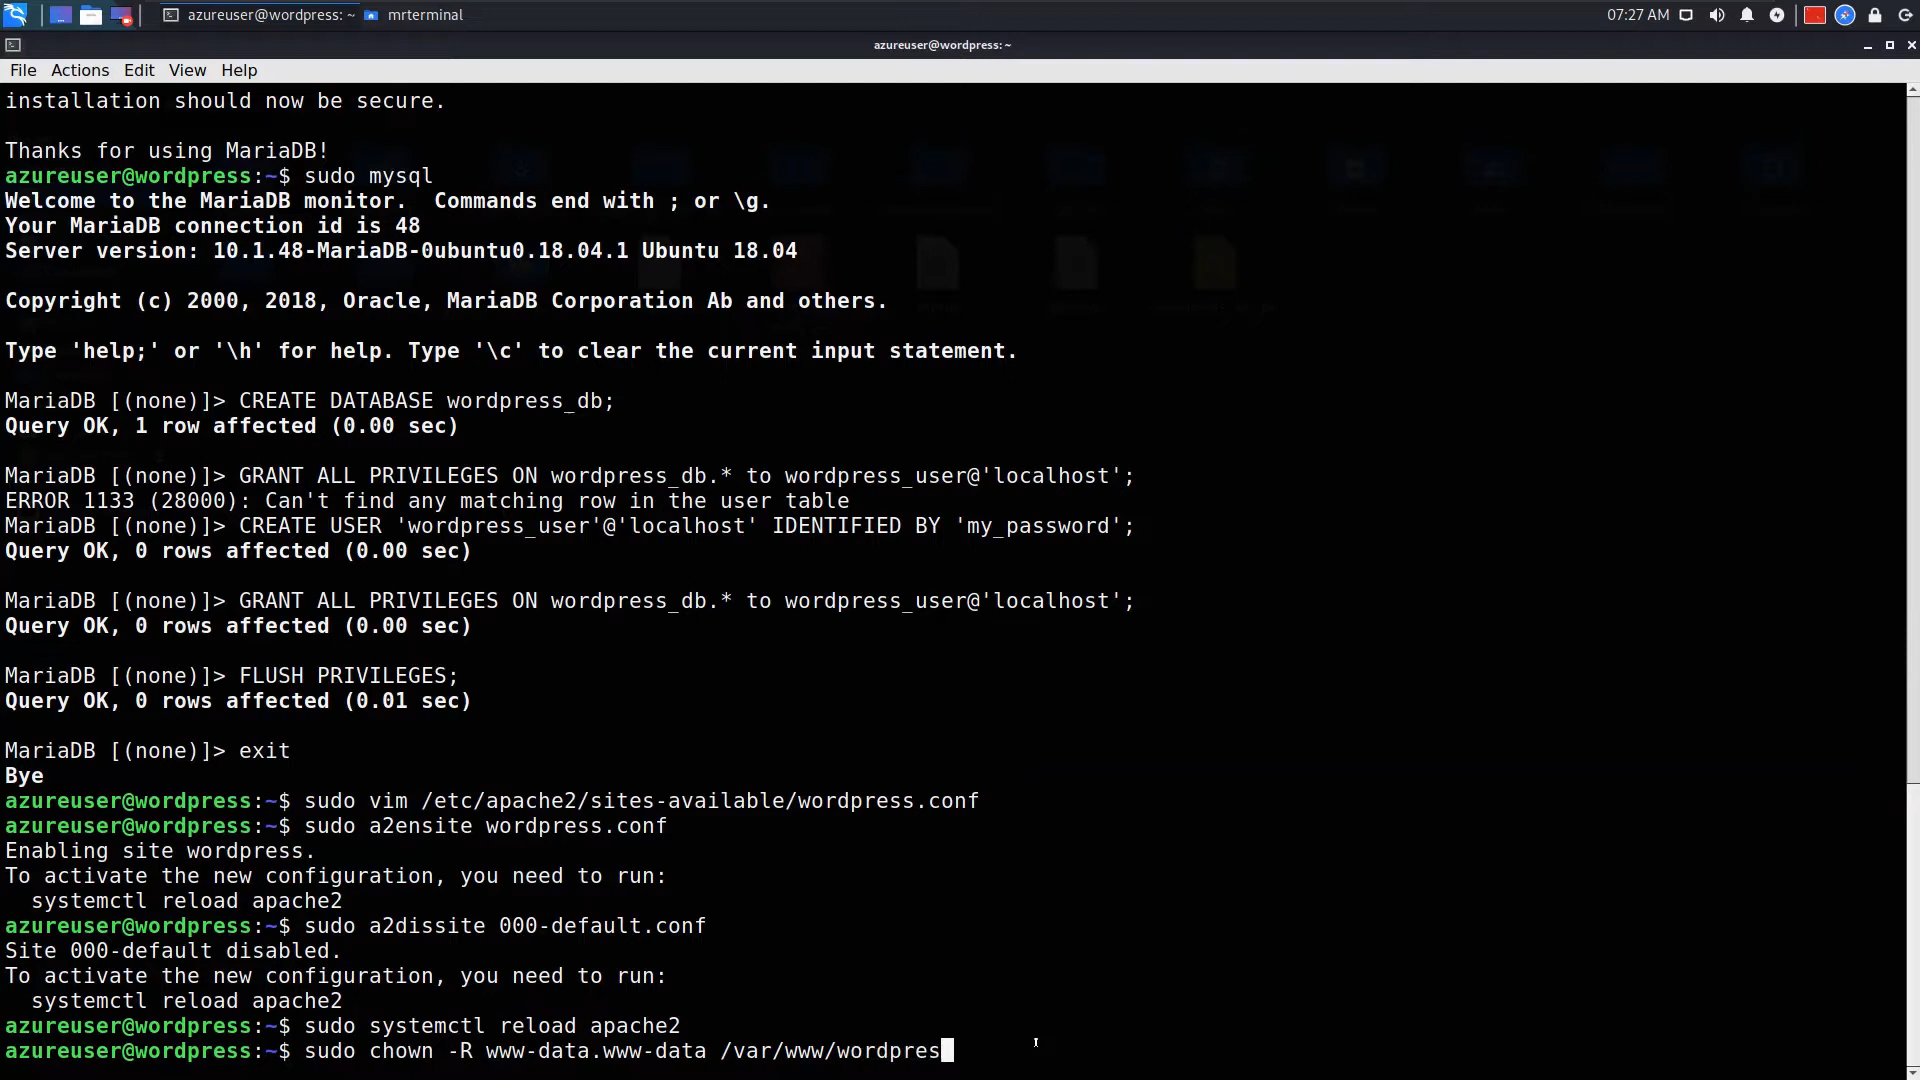 azureuser@wordpress: ~
mrterminal
07:27 AM
azureuser@wordpress: ~
File Actions Edit View Help
installation should now be secure.
Thanks for using MariaDB!
azureuser@wordpress:~$ sudo mysql
Welcome to the MariaDB monitor.  Commands end with ; or \g.
Your MariaDB connection id is 48
Server version: 10.1.48-MariaDB-0ubuntu0.18.04.1 Ubuntu 18.04
Copyright (c) 2000, 2018, Oracle, MariaDB Corporation Ab and others.
Type 'help;' or '\h' for help. Type '\c' to clear the current input statement.
MariaDB [(none)]> CREATE DATABASE wordpress_db;
Query OK, 1 row affected (0.00 sec)
MariaDB [(none)]> GRANT ALL PRIVILEGES ON wordpress_db.* to wordpress_user@'localhost';
ERROR 1133 (28000): Can't find any matching row in the user table
MariaDB [(none)]> CREATE USER 'wordpress_user'@'localhost' IDENTIFIED BY 'my_password';
Query OK, 0 rows affected (0.00 sec)
MariaDB [(none)]> GRANT ALL PRIVILEGES ON wordpress_db.* to wordpress_user@'localhost';
Query OK, 0 rows affected (0.00 sec)
MariaDB [(none)]> FLUSH PRIVILEGES;
Query OK, 0 rows affected (0.01 sec)
MariaDB [(none)]> exit
Bye
azureuser@wordpress:~$ sudo vim /etc/apache2/sites-available/wordpress.conf
azureuser@wordpress:~$ sudo a2ensite wordpress.conf
Enabling site wordpress.
To activate the new configuration, you need to run:
  systemctl reload apache2
azureuser@wordpress:~$ sudo a2dissite 000-default.conf
Site 000-default disabled.
To activate the new configuration, you need to run:
  systemctl reload apache2
azureuser@wordpress:~$ sudo systemctl reload apache2
azureuser@wordpress:~$ sudo chown -R www-data.www-data /var/www/wordpres